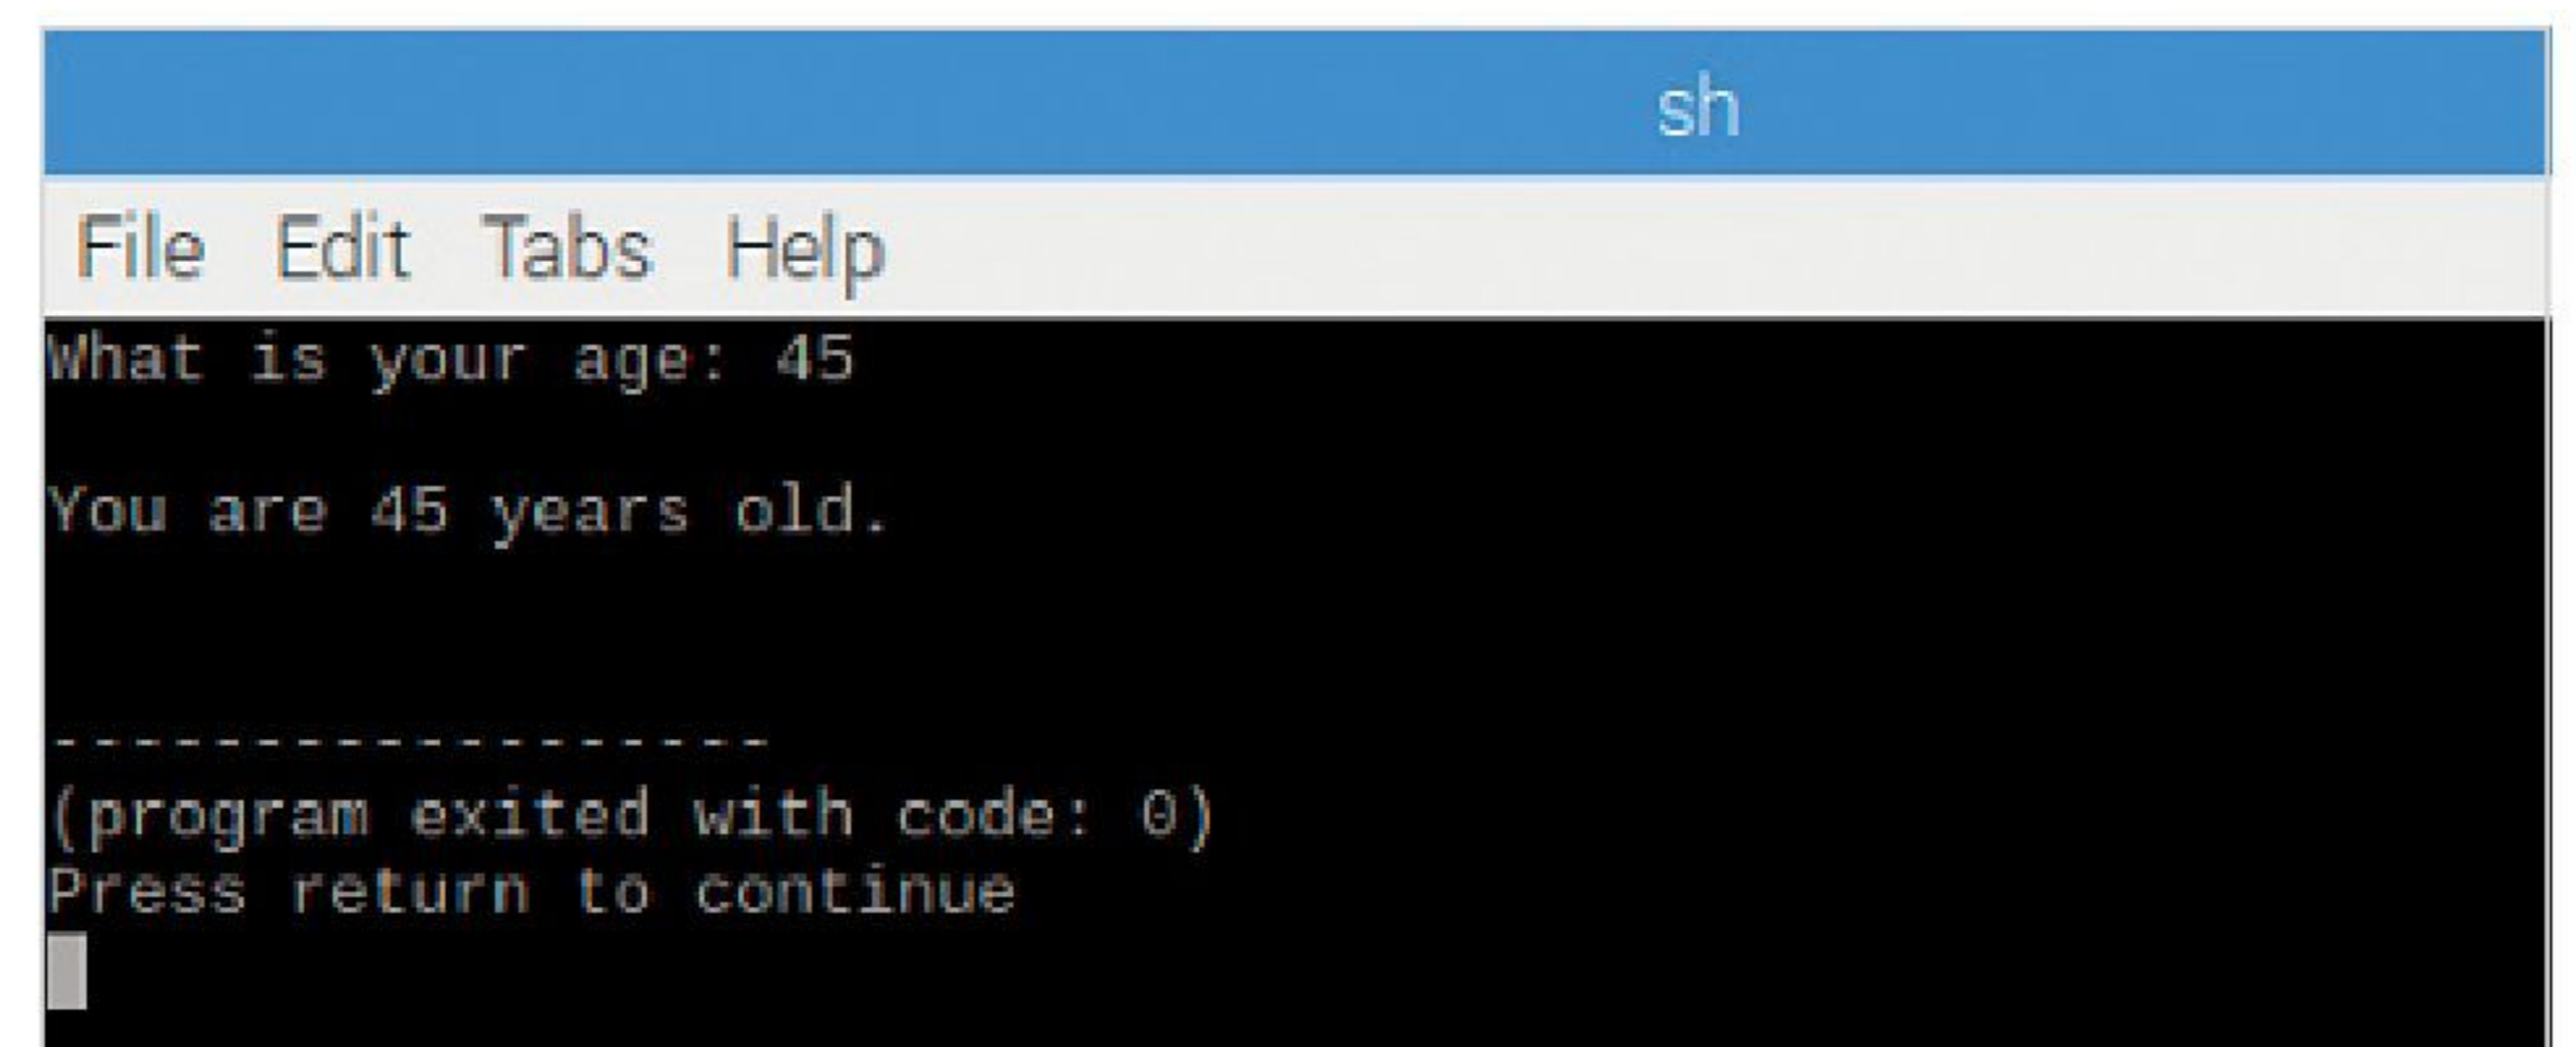 sh
File Edit Tabs Help
What is your age: 45
You are 45 years old.
------------------
(program exited with code: 0)
Press return to continue